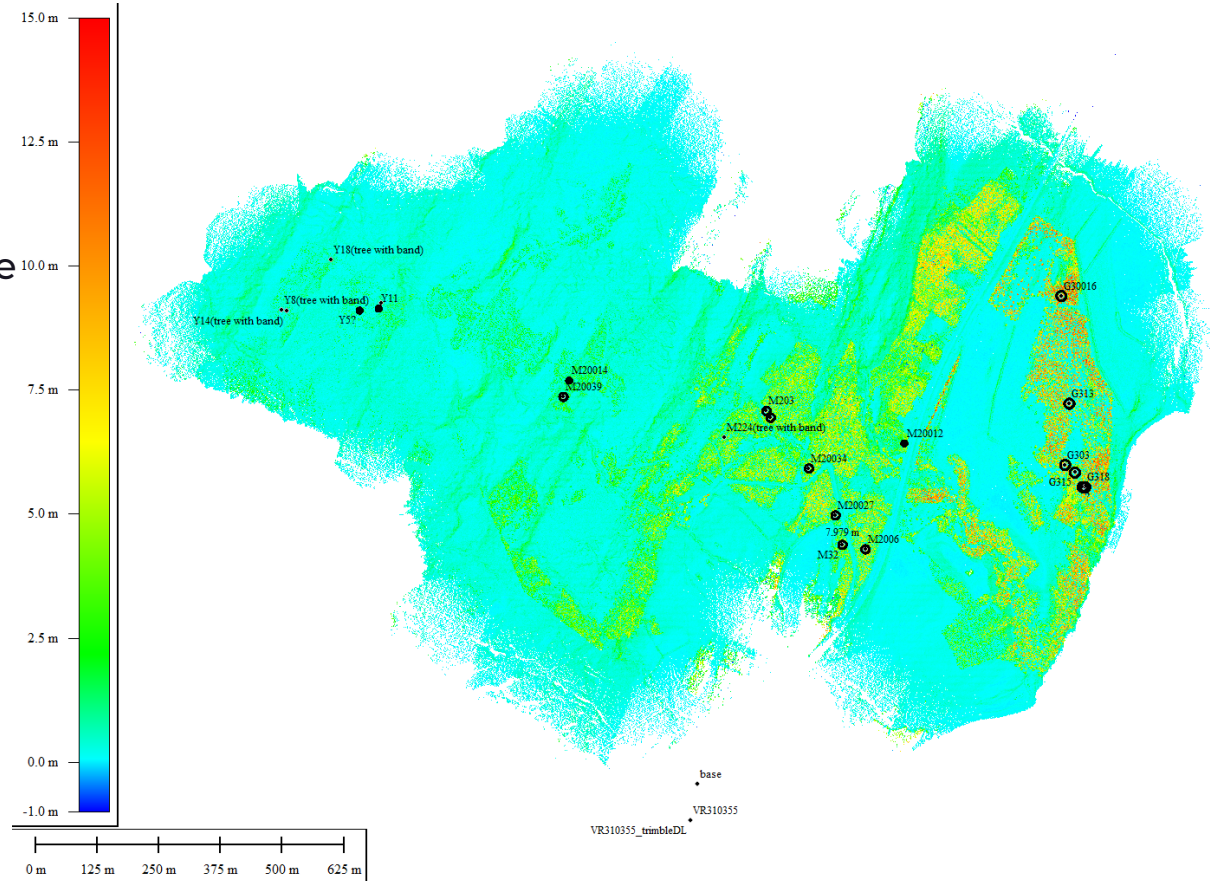 15.0 m
12.5 m
10.0 m
7.5 m
5.0 m
2.5 m
0.0 m
-1.0 m
e
Y18(tree with band)
Y8(tree with band)
Y11
Y14(tree with band)
Y5?
M20014
M20039
M203
M224(tree with band)
M20012
M20034
M20027
7.979 m
M32
M2006
G30016
G313
G303
G315
G318
base
VR310355
VR310355_trimbleDL
0 m 125 m 250 m 375 m 500 m 625 m